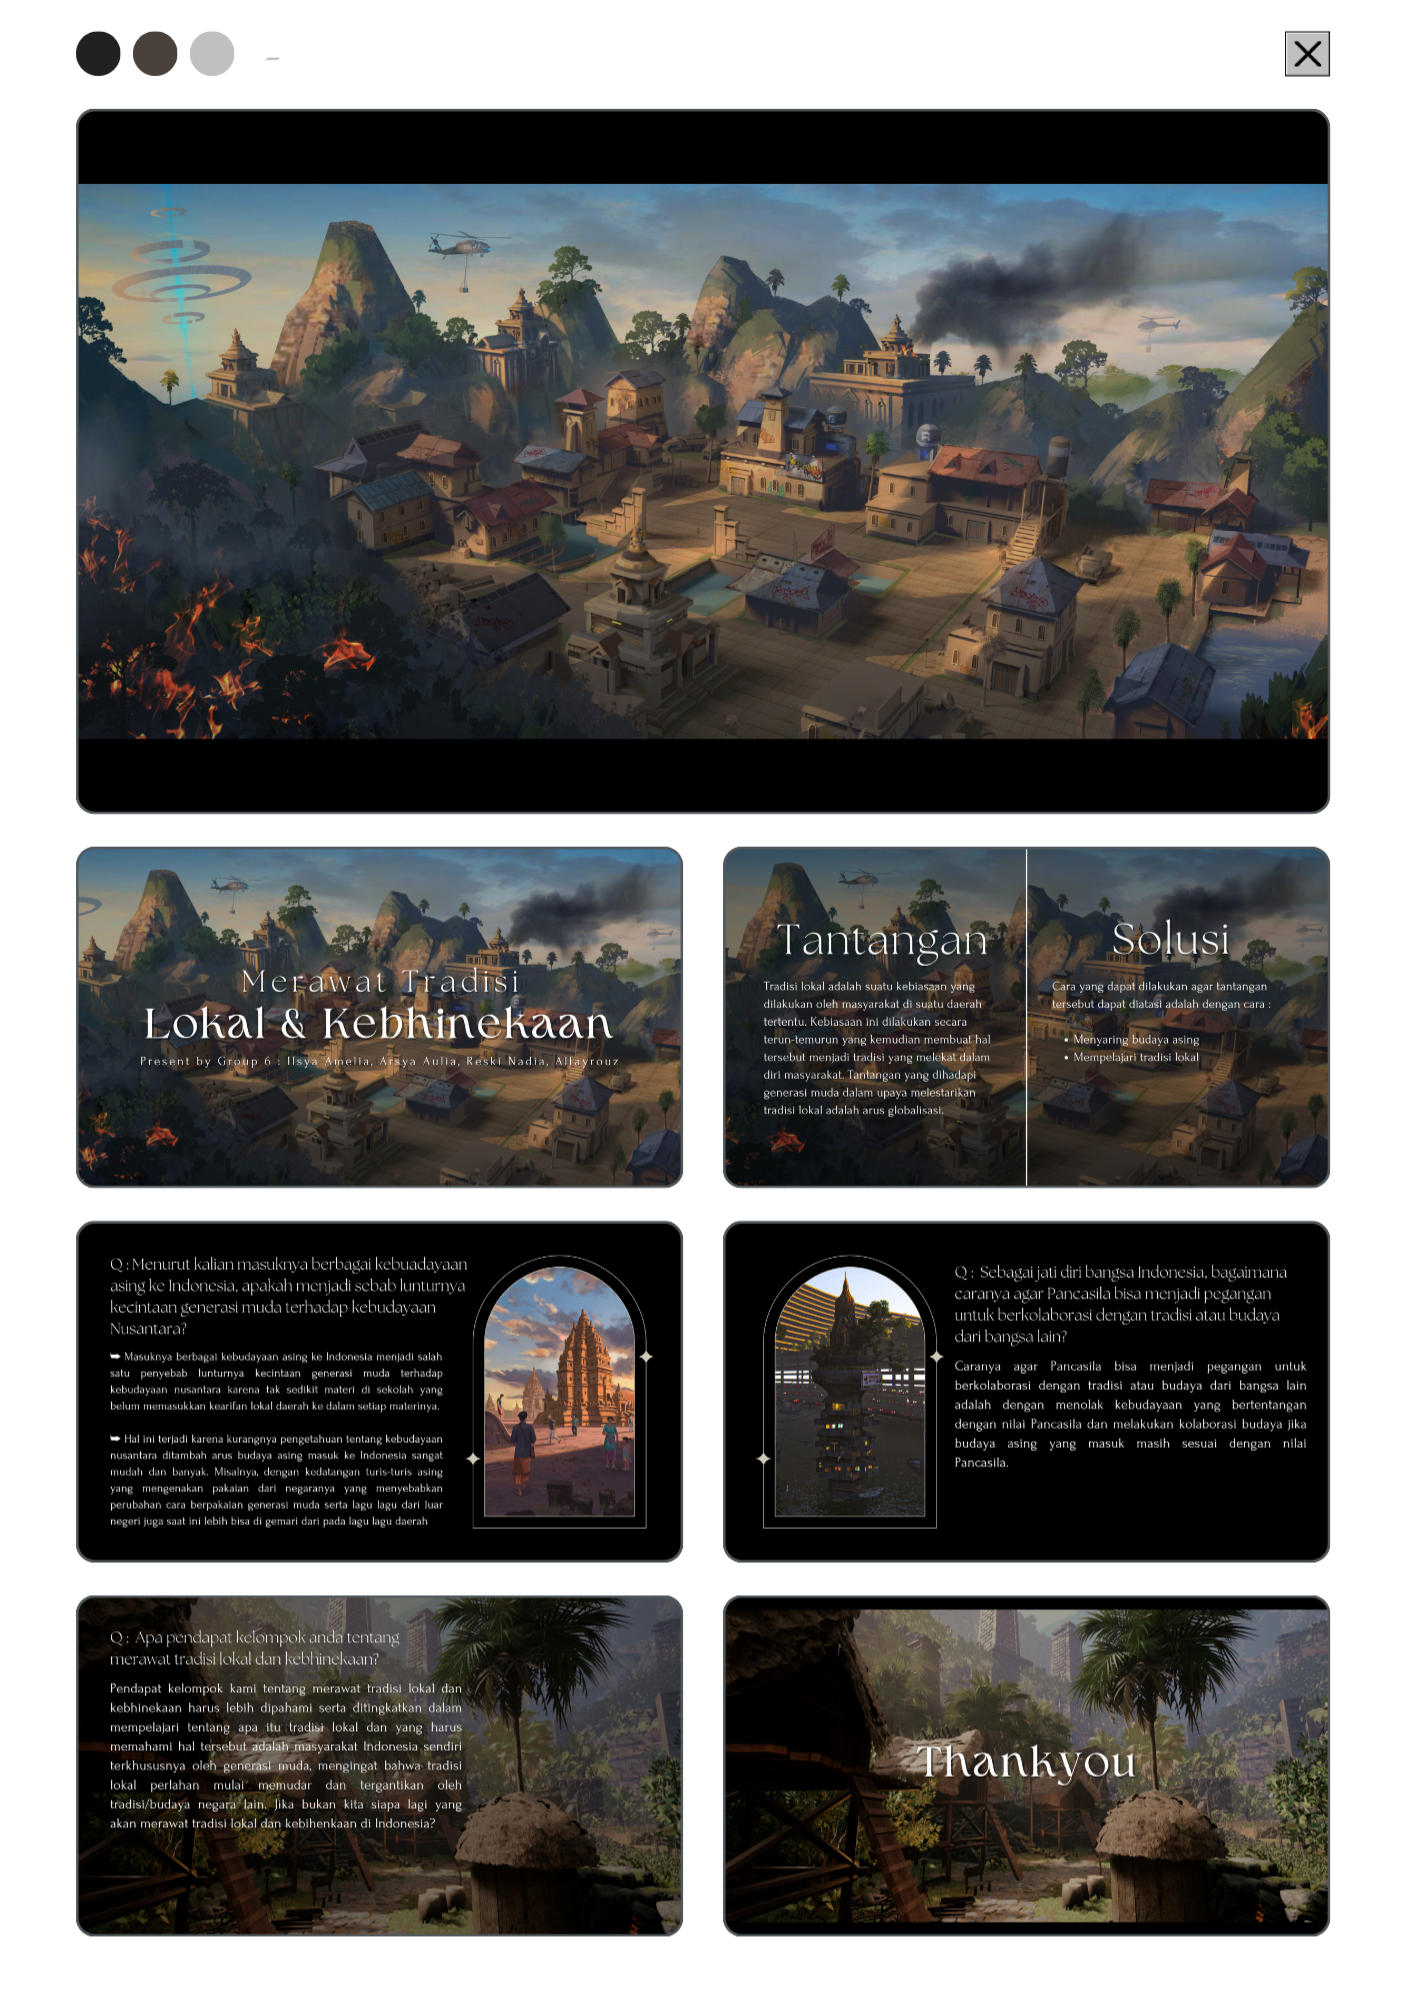 Merawat Tradisi
Lokal & Kebhinekaan
Present by Group 6 : Ilsya Amelia, Arsya Aulia, Reski Nadia, Alfayrouz
Tantangan
Tradisi lokal adalah suatu kebiasaan yang
dilakukan oleh masyarakat di suatu daerah
tertentu. Kebiasaan ini dilakukan secara
terun-temurun yang kemudian membuat hal
tersebut menjadi tradisi yang melekat dalam
diri masyarakat. Tantangan yang dihadapi
generasi muda dalam upaya melestarikan
tradisi lokal adalah arus globalisasi.
Solusi
Cara yang dapat dilakukan agar tantangan
tersebut dapat diatasi adalah dengan cara :
• Menyaring budaya asing
• Mempelajari tradisi lokal
Q : Menurut kalian masuknya berbagai kebuadayaan
asing ke Indonesia, apakah menjadi sebab lunturnya
kecintaan generasi muda terhadap kebudayaan
Nusantara?
➥ Masuknya berbagai kebudayaan asing ke Indonesia menjadi salah
satu penyebab lunturnya kecintaan generasi muda terhadap
kebudayaan nusantara karena tak sedikit materi di sekolah yang
belum memasukkan kearifan lokal daerah ke dalam setiap materinya.
➥ Hal ini terjadi karena kurangnya pengetahuan tentang kebudayaan
nusantara ditambah arus budaya asing masuk ke Indonesia sangat
mudah dan banyak. Misalnya, dengan kedatangan turis-turis asing
yang mengenakan pakaian dari negaranya yang menyebabkan
perubahan cara berpakaian generasi muda serta lagu lagu dari luar
negeri juga saat ini lebih bisa di gemari dari pada lagu lagu daerah
Q : Sebagai jati diri bangsa Indonesia, bagaimana
caranya agar Pancasila bisa menjadi pegangan
untuk berkolaborasi dengan tradisi atau budaya
dari bangsa lain?
Caranya agar Pancasila bisa menjadi pegangan untuk
berkolaborasi dengan tradisi atau budaya dari bangsa lain
adalah dengan menolak kebudayaan yang bertentangan
dengan nilai Pancasila dan melakukan kolaborasi budaya jika
budaya asing yang masuk masih sesuai dengan nilai
Pancasila.
Q : Apa pendapat kelompok anda tentang
merawat tradisi lokal dan kebhinekaan?
Pendapat kelompok kami tentang merawat tradisi lokal dan
kebhinekaan harus lebih dipahami serta ditingkatkan dalam
mempelajari tentang apa itu tradisi lokal dan yang harus
memahami hal tersebut adalah masyarakat Indonesia sendiri
terkhususnya oleh generasi muda, mengingat bahwa tradisi
lokal perlahan mulai memudar dan tergantikan oleh
tradisi/budaya negara lain. Jika bukan kita siapa lagi yang
akan merawat tradisi lokal dan kebihenkaan di Indonesia?
Thankyou